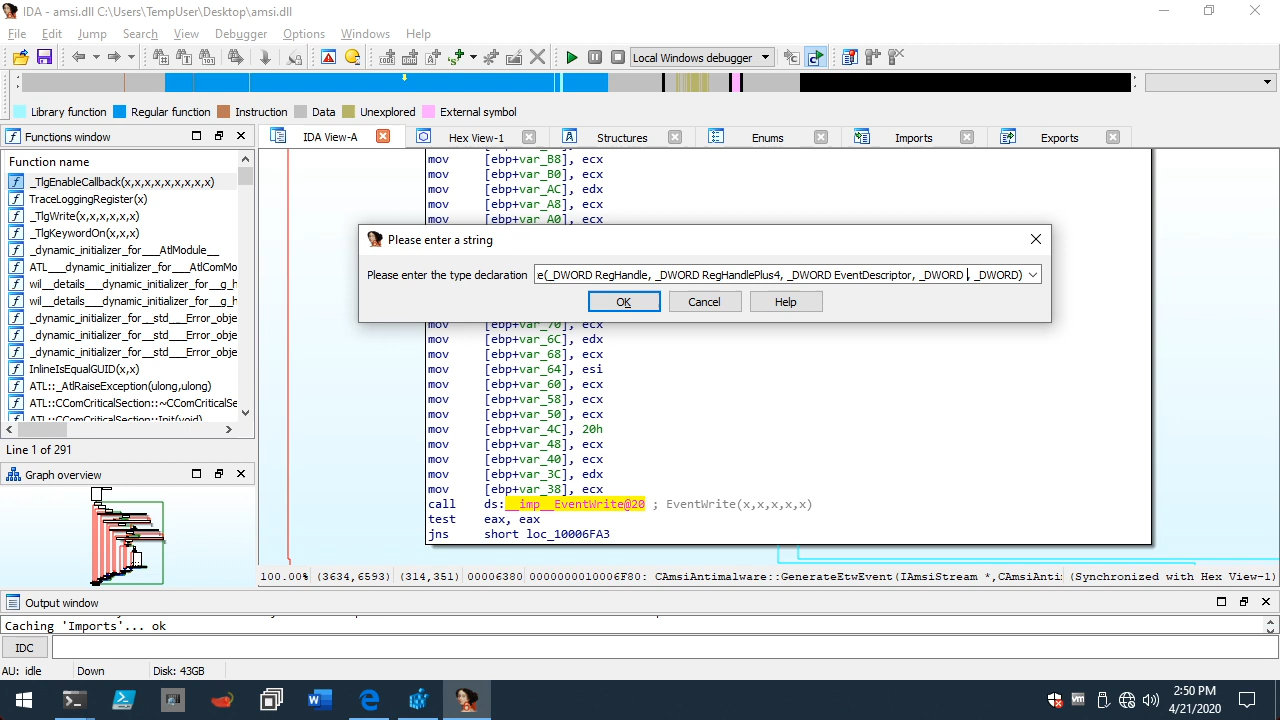 IDA - amsi.dll C:\Users\TempUser\Desktop\amsi.dll
File Edit Jump Search View Debugger Options Windows Help
Local Windows debugger
Library function Regular function Instruction Data Unexplored External symbol
Functions window
IDA View-A Hex View-1 Structures Enums Imports Exports
Function name
_TlgEnableCallback(x,x,x,x,x,x,x,x,x)
TraceLoggingRegister(x)
_TlgWrite(x,x,x,x,x,x)
_TlgKeywordOn(x,x,x)
_dynamic_initializer_for___AtlModule__
ATL___dynamic_initializer_for___AtlComMo
wil__details___dynamic_initializer_for__g_h
wil__details___dynamic_initializer_for__g_h
_dynamic_initializer_for__std___Error_obje
_dynamic_initializer_for__std___Error_obje
_dynamic_initializer_for__std___Error_obje
InlineIsEqualGUID(x,x)
ATL::_AtlRaiseException(ulong,ulong)
ATL::CComCriticalSection::~CComCriticalSe
ATL::CComCriticalSection::Init(void)
Line 1 of 291
Graph overview
mov [ebp+var_B8], ecx
mov [ebp+var_B0], ecx
mov [ebp+var_AC], edx
mov [ebp+var_A8], ecx
mov [ebp+var_A0], ecx
Please enter a string
Please enter the type declaration e(_DWORD RegHandle, _DWORD RegHandlePlus4, _DWORD EventDescriptor, _DWORD , _DWORD)
OK Cancel Help
mov [ebp+var_70], ecx
mov [ebp+var_6C], edx
mov [ebp+var_68], ecx
mov [ebp+var_64], esi
mov [ebp+var_60], ecx
mov [ebp+var_58], ecx
mov [ebp+var_50], ecx
mov [ebp+var_4C], 20h
mov [ebp+var_48], ecx
mov [ebp+var_40], ecx
mov [ebp+var_3C], edx
mov [ebp+var_38], ecx
call ds:__imp__EventWrite@20 ; EventWrite(x,x,x,x,x)
test eax, eax
jns short loc_10006FA3
100.00% (3634,6593) (314,351) 00006380 0000000010006F80: CAmsiAntimalware::GenerateEtwEvent(IAmsiStream *,CAmsiAnti (Synchronized with Hex View-1)
Output window
Caching 'Imports'... ok
IDC
AU: idle Down Disk: 43GB
2:50 PM
4/21/2020